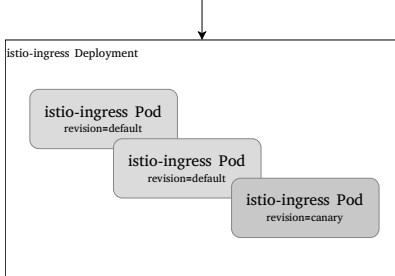 istio-ingress Deployment
istio-ingress Pod
revision=default
istio-ingress Pod
revision=default
istio-ingress Pod
revision=canary